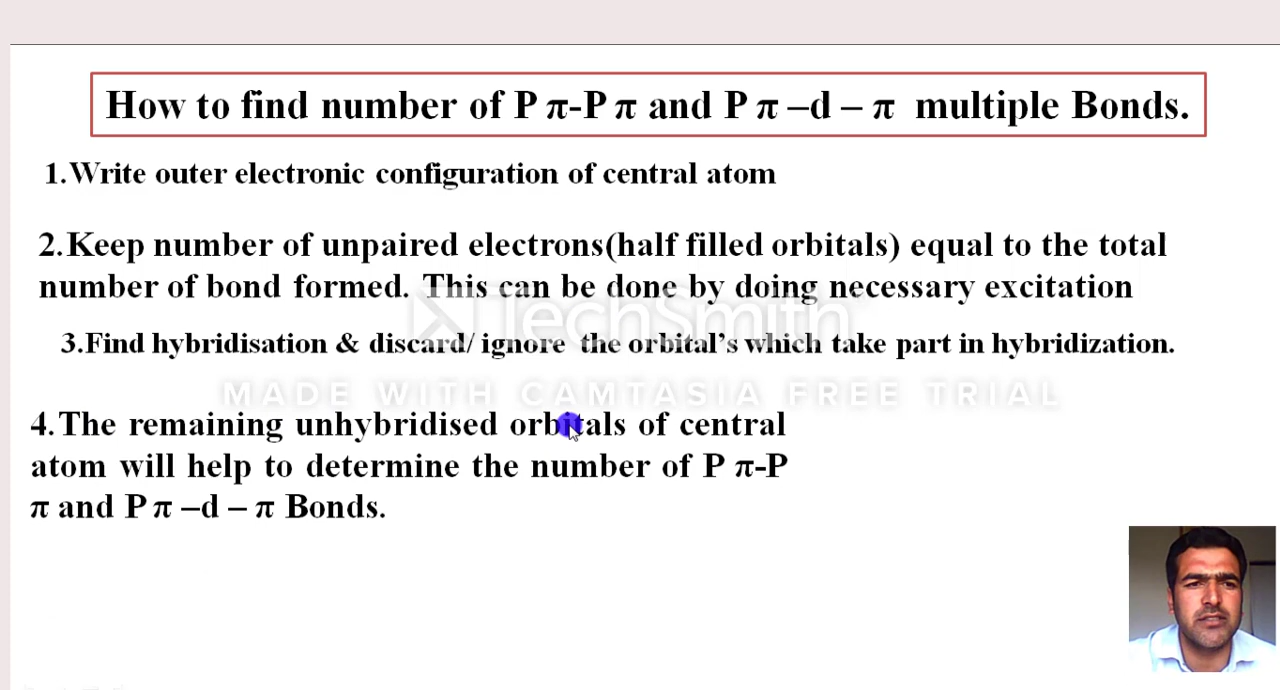 How to find number of P π-P π and P π –d – π multiple Bonds.
1.Write outer electronic configuration of central atom
2.Keep number of unpaired electrons(half filled orbitals) equal to the total
number of bond formed. This can be done by doing necessary excitation
TechSmith
3.Find hybridisation & discard/ ignore the orbital’s which take part in hybridization.
MADE WITH CAMTASIA FREE TRIAL
4.The remaining unhybridised orbitals of central
atom will help to determine the number of P π-P
π and P π –d – π Bonds.